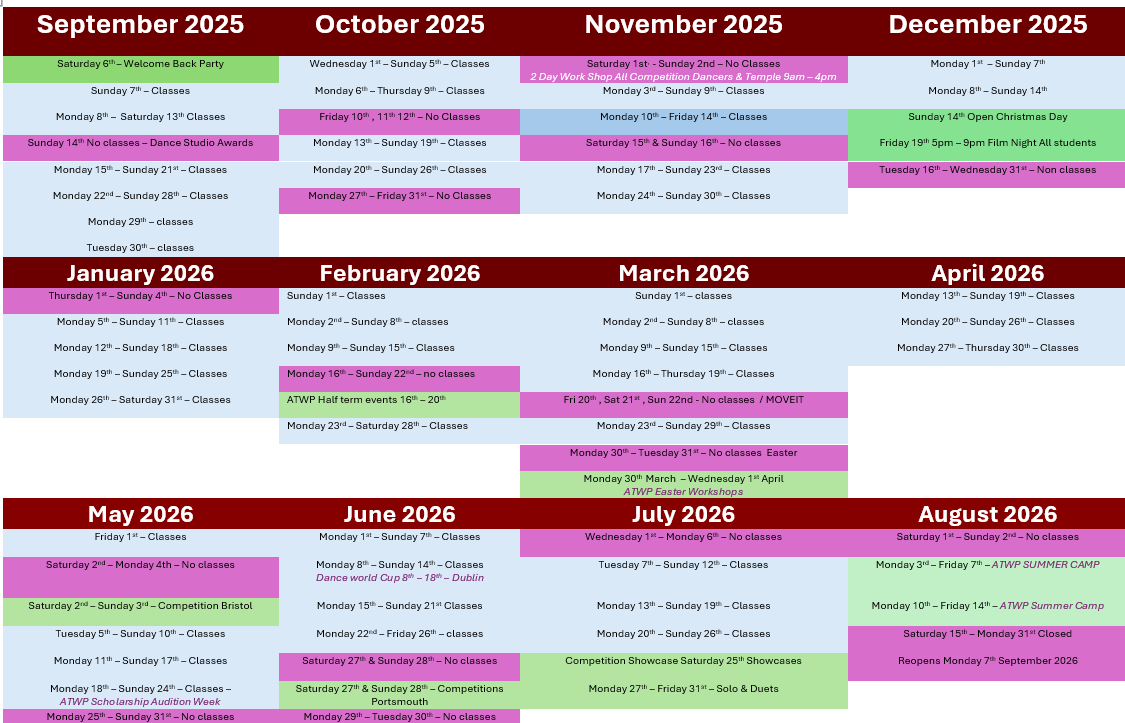 September 2025
Saturday 6th – Welcome Back Party
Sunday 7th – Classes
Monday 8th – Saturday 13th Classes
Sunday 14th No classes – Dance Studio Awards
Monday 15th – Sunday 21st – Classes
Monday 22nd – Sunday 28th – Classes
Monday 29th – classes
Tuesday 30th – classes
October 2025
Wednesday 1st – Sunday 5th – Classes
Monday 6th – Thursday 9th – Classes
Friday 10th , 11th 12th – No Classes
Monday 13th – Sunday 19th – Classes
Monday 20th – Sunday 26th – Classes
Monday 27th – Friday 31st – No Classes
November 2025
Saturday 1st- - Sunday 2nd – No Classes
2 Day Work Shop All Competition Dancers & Temple 9am – 4pm
Monday 3rd – Sunday 9th – Classes
Monday 10th – Friday 14th – Classes
Saturday 15th & Sunday 16th – No classes
Monday 17th – Sunday 23rd – Classes
Monday 24th – Sunday 30th – Classes
December 2025
Monday 1st – Sunday 7th
Monday 8th – Sunday 14th
Sunday 14th Open Christmas Day
Friday 19th 5pm – 9pm Film Night All students
Tuesday 16th – Wednesday 31st – Non classes
January 2026
Thursday 1st – Sunday 4th – No Classes
Monday 5th – Sunday 11th – Classes
Monday 12th – Sunday 18th – Classes
Monday 19th – Sunday 25th – Classes
Monday 26th – Saturday 31st – Classes
February 2026
Sunday 1st – Classes
Monday 2nd – Sunday 8th – classes
Monday 9th – Sunday 15th – Classes
Monday 16th – Sunday 22nd – no classes
ATWP Half term events 16th – 20th
Monday 23rd – Saturday 28th – Classes
March 2026
Sunday 1st – classes
Monday 2nd – Sunday 8th – classes
Monday 9th – Sunday 15th – Classes
Monday 16th – Thursday 19th – Classes
Fri 20th , Sat 21st , Sun 22nd - No classes / MOVEIT
Monday 23rd – Sunday 29th – Classes
Monday 30th – Tuesday 31st – No classes Easter
Monday 30th March – Wednesday 1st April
ATWP Easter Workshops
April 2026
Monday 13th – Sunday 19th – Classes
Monday 20th – Sunday 26th – Classes
Monday 27th – Thursday 30th – Classes
May 2026
Friday 1st – Classes
Saturday 2nd – Monday 4th – No classes
Saturday 2nd – Sunday 3rd – Competition Bristol
Tuesday 5th – Sunday 10th – Classes
Monday 11th – Sunday 17th – Classes
Monday 18th – Sunday 24th – Classes –
ATWP Scholarship Audition Week
Monday 25th – Sunday 31st – No classes
June 2026
Monday 1st – Sunday 7th – Classes
Monday 8th – Sunday 14th – Classes
Dance world Cup 8th – 18th – Dublin
Monday 15th – Sunday 21st Classes
Monday 22nd – Friday 26th – classes
Saturday 27th & Sunday 28th – No classes
Saturday 27th & Sunday 28th – Competitions
Portsmouth
Monday 29th – Tuesday 30th – No classes
July 2026
Wednesday 1st – Monday 6th – No classes
Tuesday 7th – Sunday 12th – Classes
Monday 13th – Sunday 19th – Classes
Monday 20th – Sunday 26th – Classes
Competition Showcase Saturday 25th Showcases
Monday 27th – Friday 31st – Solo & Duets
August 2026
Saturday 1st – Sunday 2nd – No classes
Monday 3rd – Friday 7th – ATWP SUMMER CAMP
Monday 10th – Friday 14th – ATWP Summer Camp
Saturday 15th – Monday 31st Closed
Reopens Monday 7th September 2026